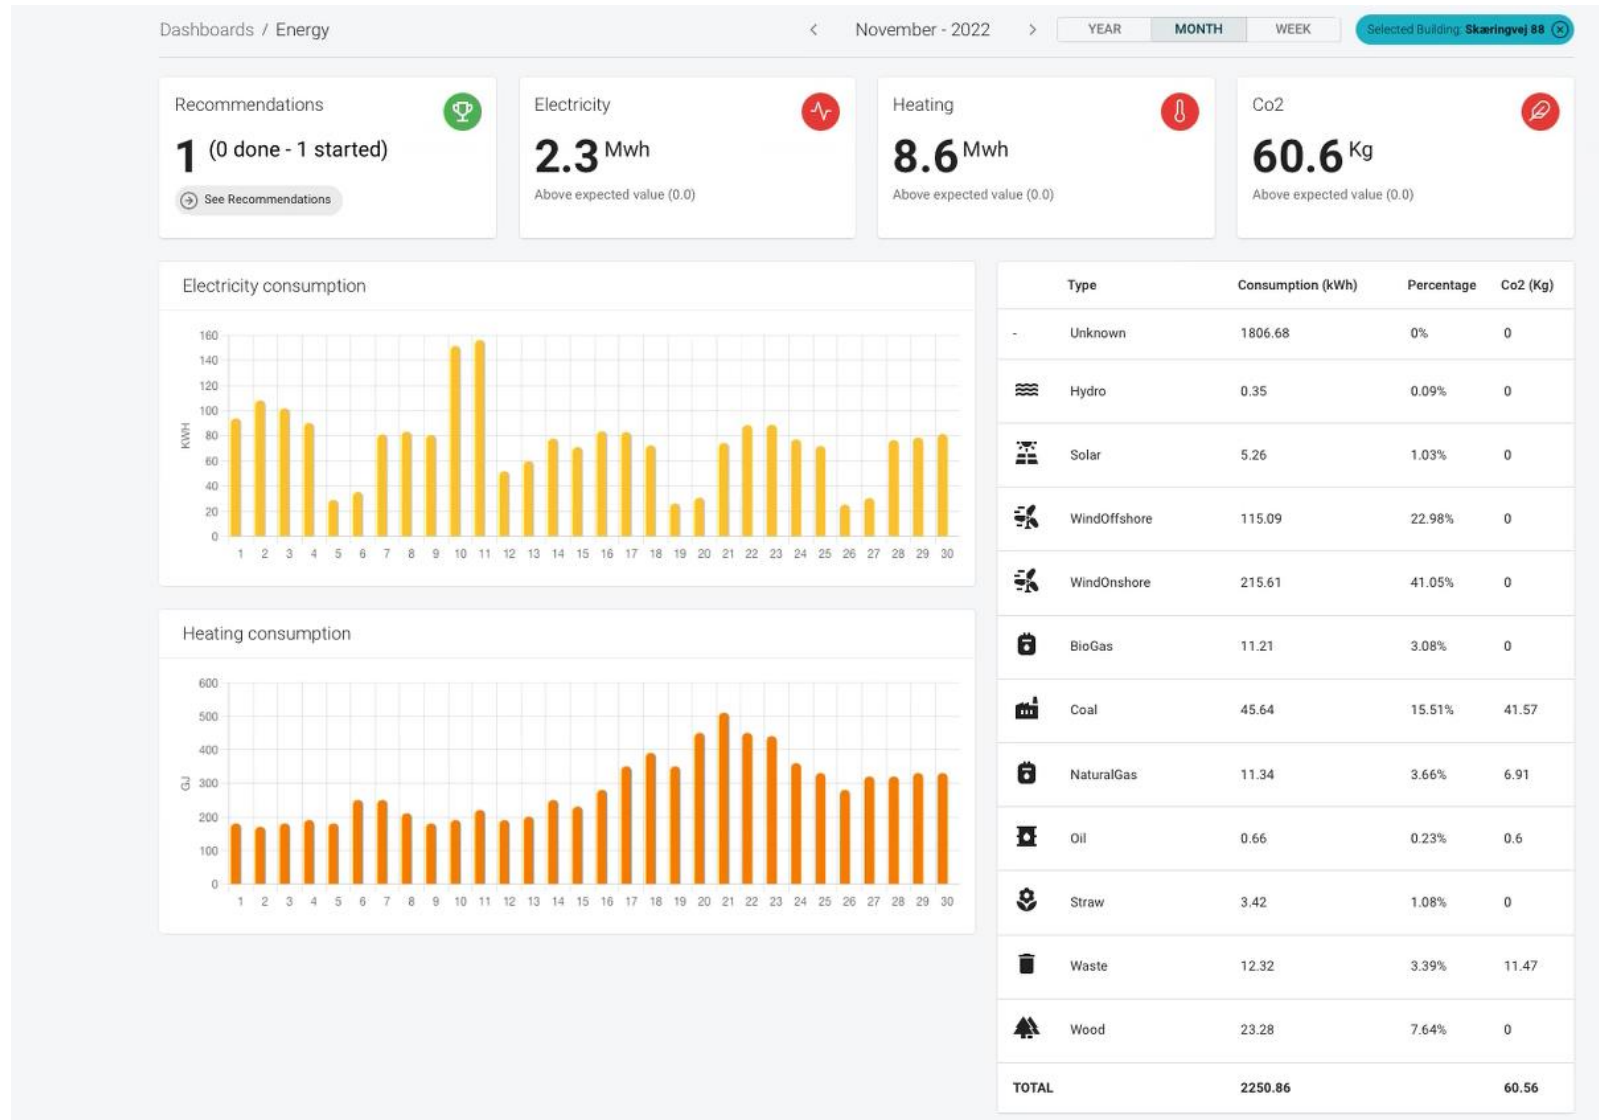 Dashboards / Energy
< November - 2022 >
YEAR MONTH WEEK
Selected Building: Skæringvej 88
Recommendations
1 (0 done - 1 started)
See Recommendations
Electricity
2.3 Mwh
Above expected value (0.0)
Heating
8.6 Mwh
Above expected value (0.0)
Co2
60.6 Kg
Above expected value (0.0)
Electricity consumption
160
140
120
100
80
60
40
20
0
KWH
1 2 3 4 5 6 7 8 9 10 11 12 13 14 15 16 17 18 19 20 21 22 23 24 25 26 27 28 29 30
Heating consumption
600
500
400
300
200
100
0
GJ
1 2 3 4 5 6 7 8 9 10 11 12 13 14 15 16 17 18 19 20 21 22 23 24 25 26 27 28 29 30
Type Consumption (kWh) Percentage Co2 (Kg)
- Unknown 1806.68 0% 0
Hydro 0.35 0.09% 0
Solar 5.26 1.03% 0
WindOffshore 115.09 22.98% 0
WindOnshore 215.61 41.05% 0
BioGas 11.21 3.08% 0
Coal 45.64 15.51% 41.57
NaturalGas 11.34 3.66% 6.91
Oil 0.66 0.23% 0.6
Straw 3.42 1.08% 0
Waste 12.32 3.39% 11.47
Wood 23.28 7.64% 0
TOTAL 2250.86 60.56